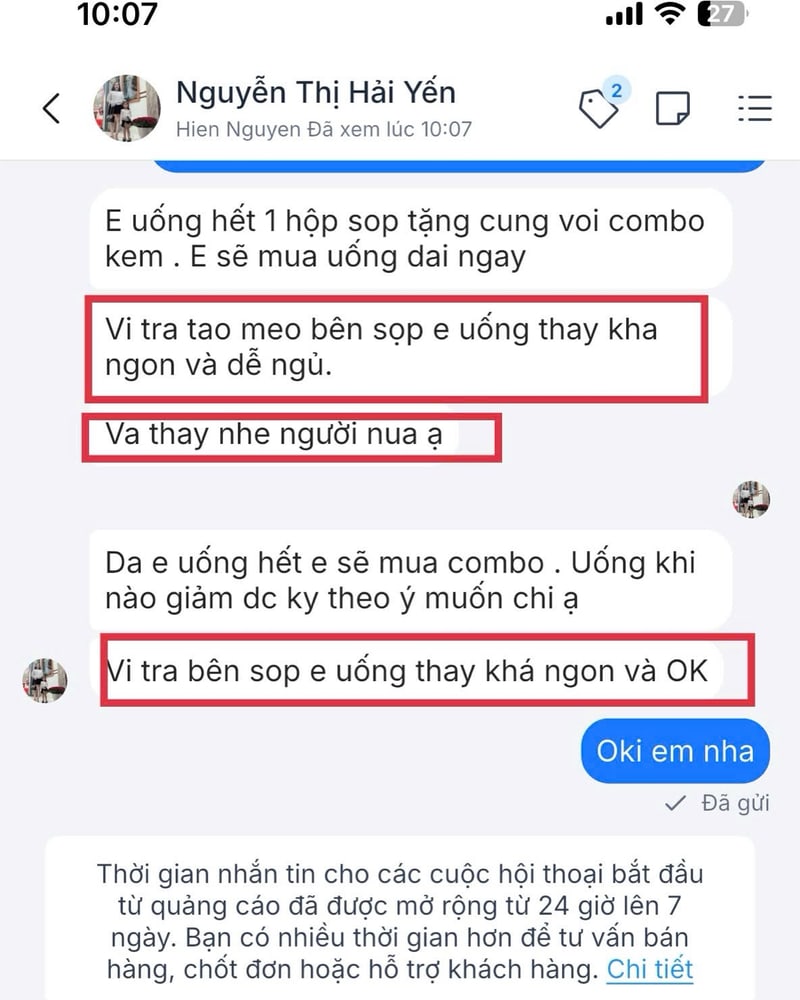 10:07
27
Nguyễn Thị Hải Yến
2
Hien Nguyen Đã xem lúc 10:07
E uống hết 1 hộp sop tặng cung voi combo
kem . E sẽ mua uống dai ngay
Vi tra tao meo bên sọp e uống thay kha
ngon và dễ ngủ.
Va thay nhe người nua ạ
Da e uống hết e sẽ mua combo . Uống khi
nào giảm dc ky theo ý muốn chi ạ
Vi tra bên sop e uống thay khá ngon và OK
Oki em nha
Đã gửi
Thời gian nhắn tin cho các cuộc hội thoại bắt đầu
từ quảng cáo đã được mở rộng từ 24 giờ lên 7
ngày. Bạn có nhiều thời gian hơn để tư vấn bán
hàng, chốt đơn hoặc hỗ trợ khách hàng. Chi tiết